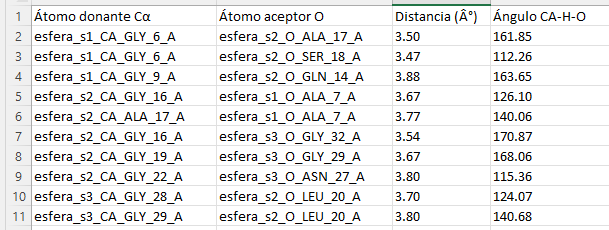 1 Átomo donante Cα Átomo aceptor O Distancia (Â°) Ángulo CA-H-O
2 esfera_s1_CA_GLY_6_A esfera_s2_O_ALA_17_A 3.50 161.85
3 esfera_s1_CA_GLY_6_A esfera_s2_O_SER_18_A 3.47 112.26
4 esfera_s1_CA_GLY_9_A esfera_s2_O_GLN_14_A 3.88 163.65
5 esfera_s2_CA_GLY_16_A esfera_s1_O_ALA_7_A 3.67 126.10
6 esfera_s2_CA_ALA_17_A esfera_s1_O_ALA_7_A 3.77 140.06
7 esfera_s2_CA_GLY_16_A esfera_s3_O_GLY_32_A 3.54 170.87
8 esfera_s2_CA_GLY_19_A esfera_s3_O_GLY_29_A 3.67 168.06
9 esfera_s2_CA_GLY_22_A esfera_s3_O_ASN_27_A 3.80 115.36
10 esfera_s3_CA_GLY_28_A esfera_s2_O_LEU_20_A 3.70 124.07
11 esfera_s3_CA_GLY_29_A esfera_s2_O_LEU_20_A 3.80 140.68